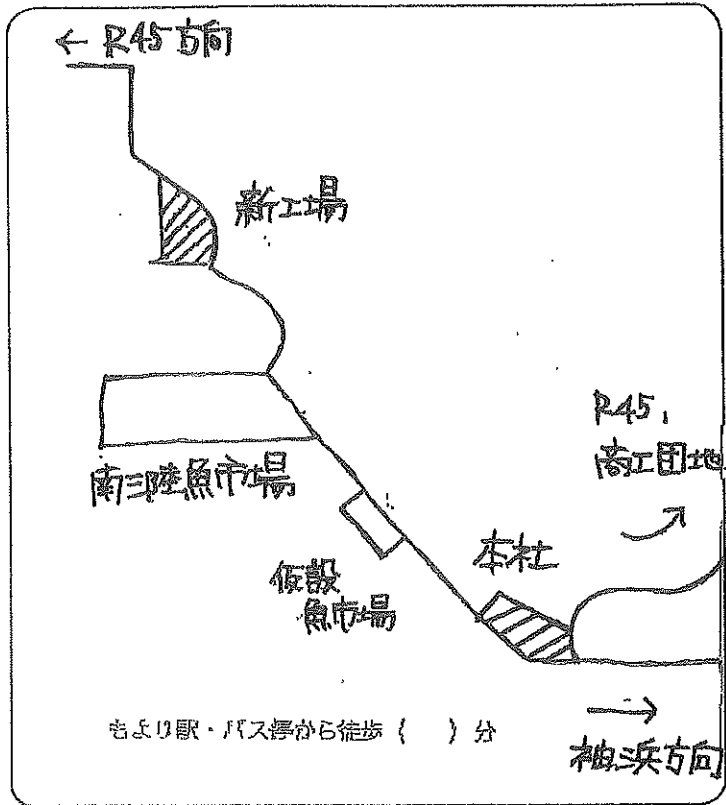 ← R45方向
新工場
R45,
商工団地
南三陸魚市場
本社
仮設
魚市場
もより駅・バス停から徒歩 ( ) 分
袖浜方向